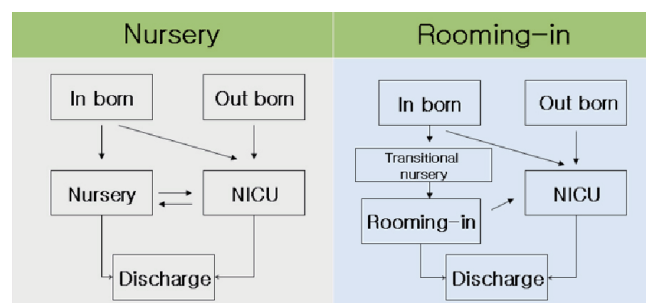 Nursery
Rooming-in
In born
Out born
Nursery
NICU
Discharge
In born
Out born
Transitional
nursery
Rooming-in
NICU
Discharge